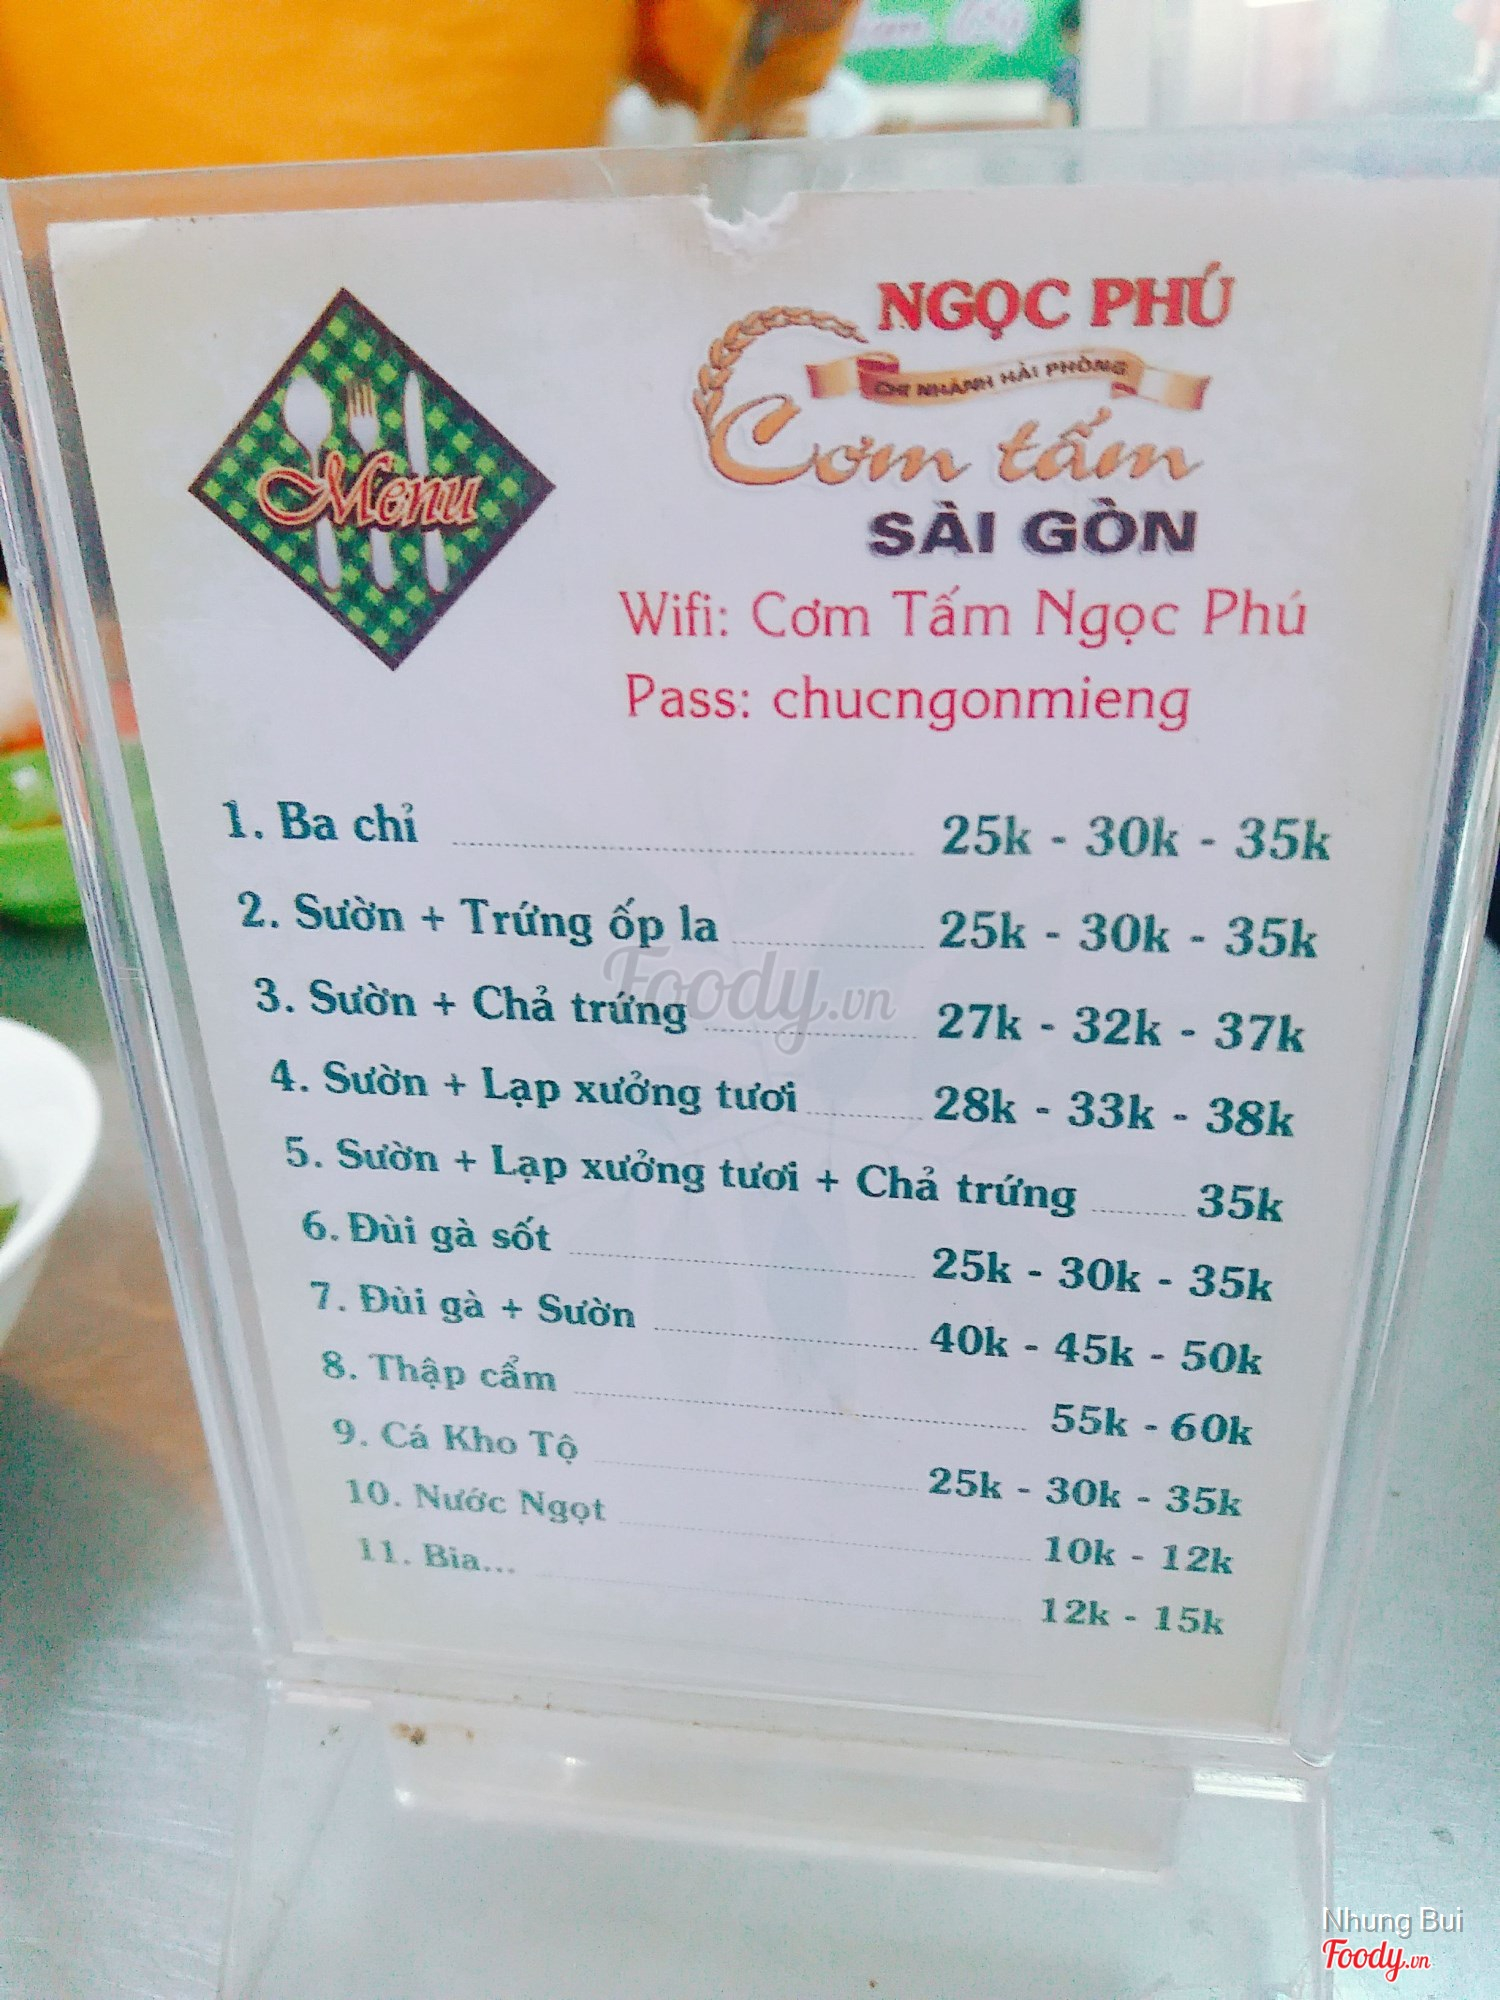 NGỌC PHÚ
CHI NHÁNH HẢI PHÒNG
Cơm tấm
SÀI GÒN
Menu
Wifi: Cơm Tấm Ngọc Phú
Pass: chucngonmieng
1. Ba chỉ 25k - 30k - 35k
2. Sườn + Trứng ốp la 25k - 30k - 35k
3. Sườn + Chả trứng 27k - 32k - 37k
4. Sườn + Lạp xưởng tươi 28k - 33k - 38k
5. Sườn + Lạp xưởng tươi + Chả trứng 35k
6. Đùi gà sốt 25k - 30k - 35k
7. Đùi gà + Sườn 40k - 45k - 50k
8. Thập cẩm 55k - 60k
9. Cá Kho Tộ 25k - 30k - 35k
10. Nước Ngọt 10k - 12k
11. Bia... 12k - 15k
Foody.vn
Nhung Bui
Foody.vn